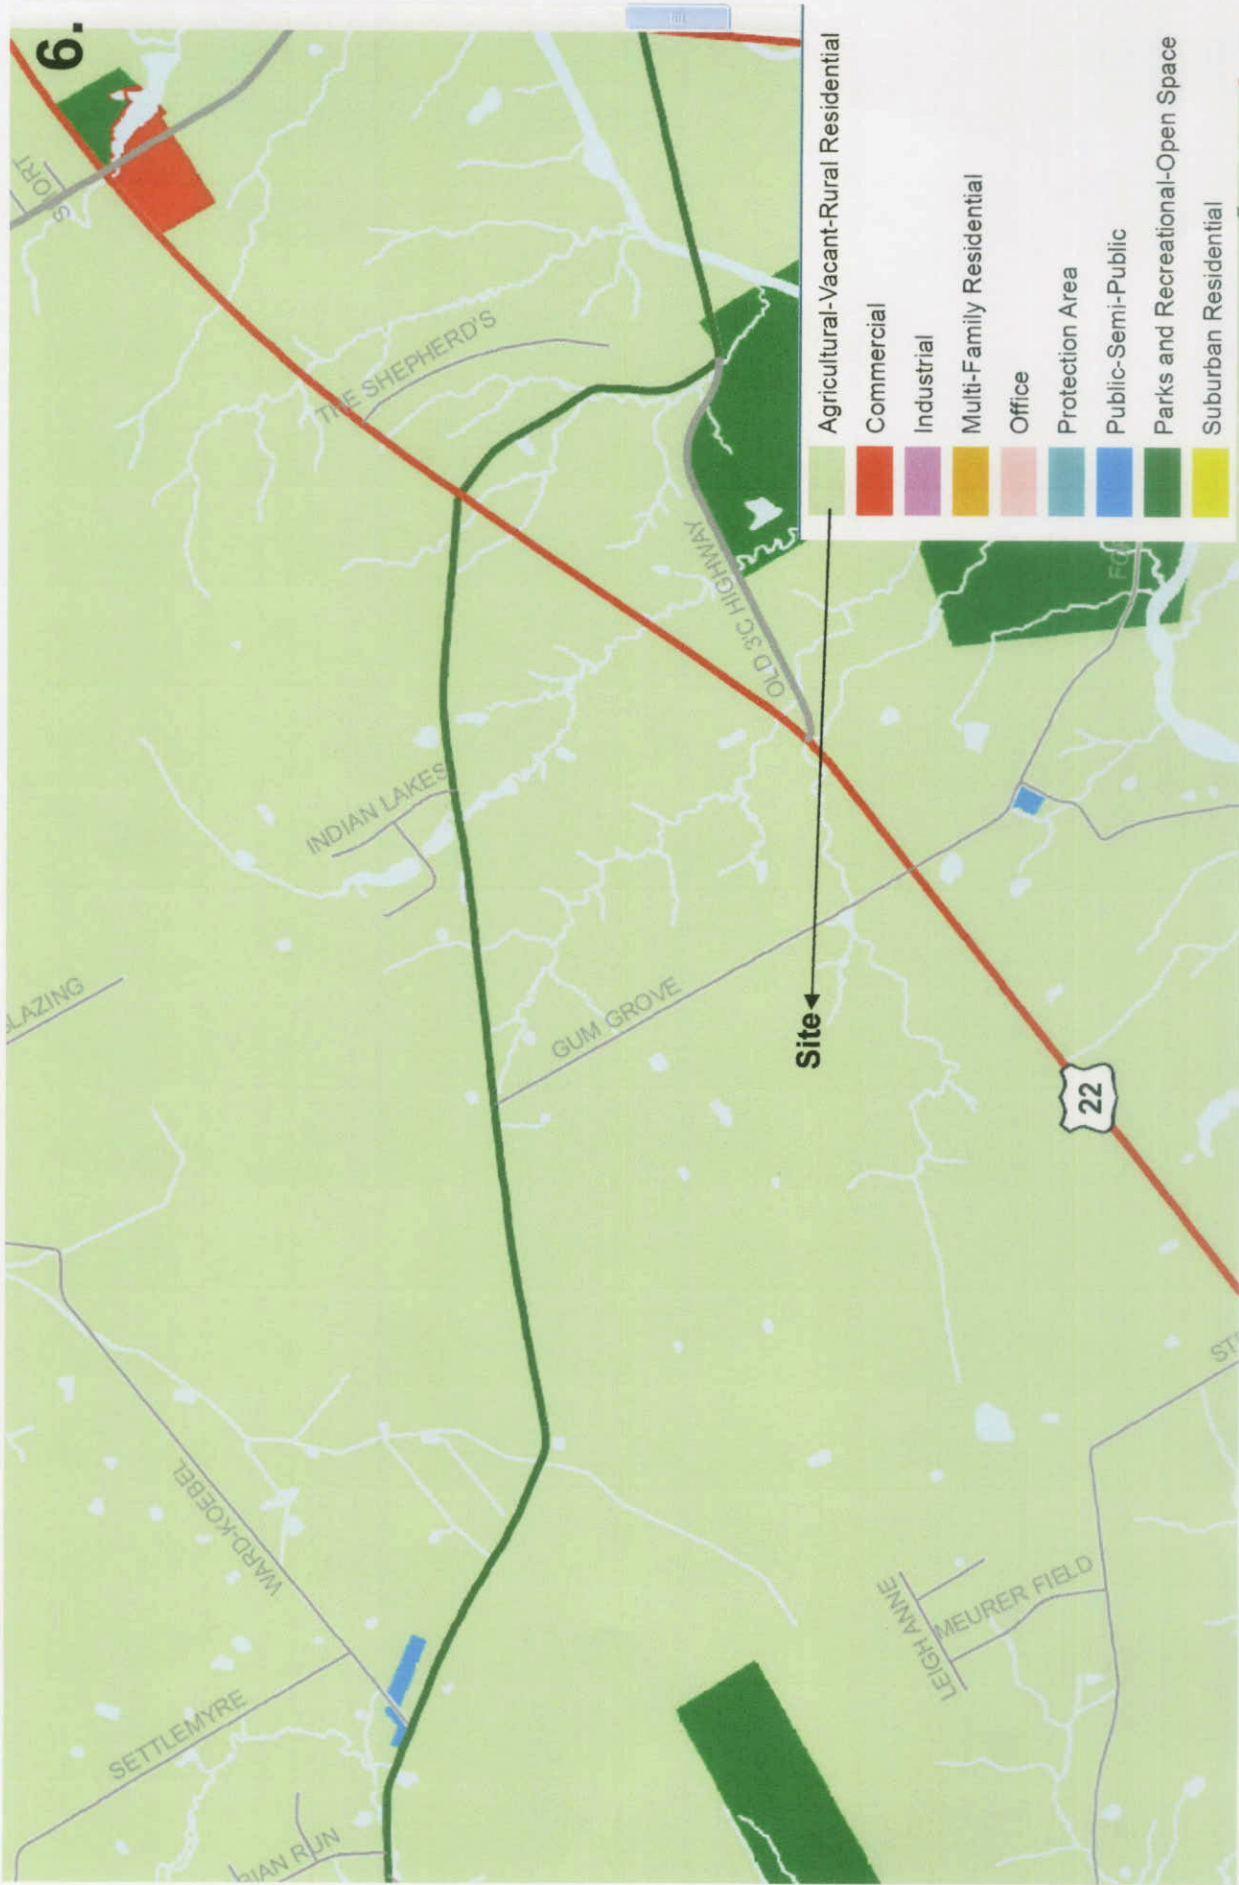 6.
SHORT
THE SHEPHERD'S
OLD 3'C HIGHWAY
INDIAN LAKES
GUM GROVE
WARD-KOEBEL
SETTLEMYRE
LEIGH ANNE
MEURER FIELD
Site
22
Agricultural-Vacant-Rural Residential
Commercial
Industrial
Multi-Family Residential
Office
Protection Area
Public-Semi-Public
Parks and Recreational-Open Space
Suburban Residential